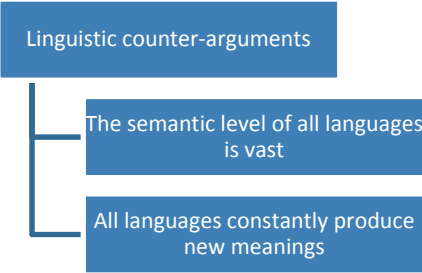 Linguistic counter-arguments
The semantic level of all languages
is vast
All languages constantly produce
new meanings